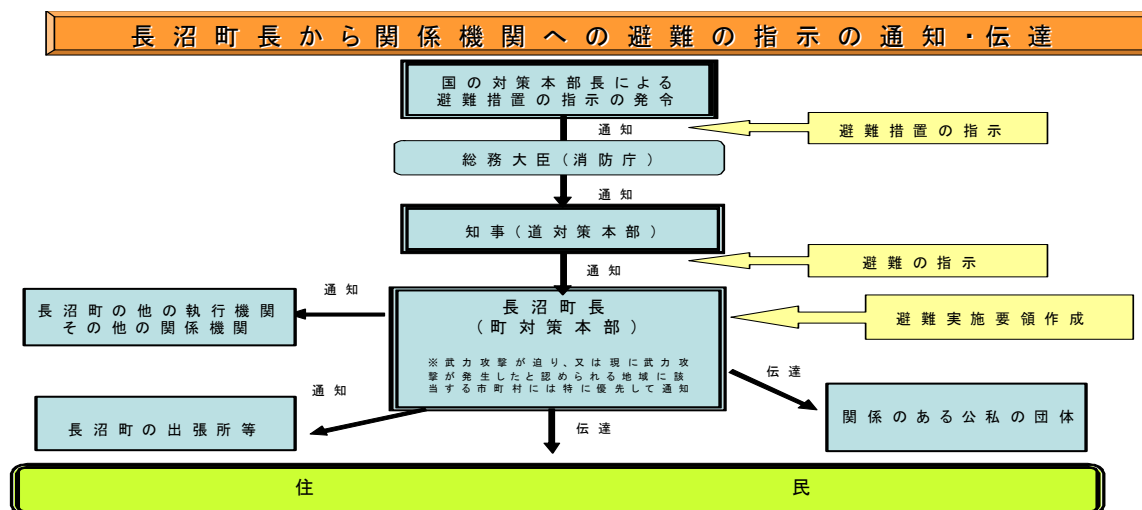 長沼町長から関係機関への避難の指示の通知・伝達
国の対策本部長による
避難措置の指示の発令
通知
避難措置の指示
総務大臣(消防庁)
通知
知事(道対策本部)
通知
避難の指示
通知
長沼町の他の執行機関
その他の関係機関
長沼町長
(町対策本部)
※武力攻撃が迫り、又は現に武力攻
撃が発生したと認められる地域に該
当する市町村には特に優先して通知
避難実施要領作成
伝達
通知
長沼町の出張所等
伝達
関係のある公私の団体
住民